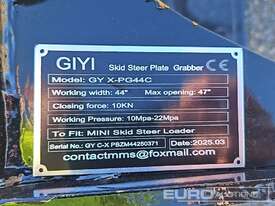 GIYI Skid Steer Plate Grabber CE
Model: GY X-PG44C
Working width: 44" Max opening: 47"
Closing force: 10KN
Working Pressure: 10Mpa-22Mpa
To Fit: MINI Skid Steer Loader
Serial No.: GY C-X PBZM44250371 Date: 2025.03
contactmms@foxmail.com
EURO
AUCTIONS